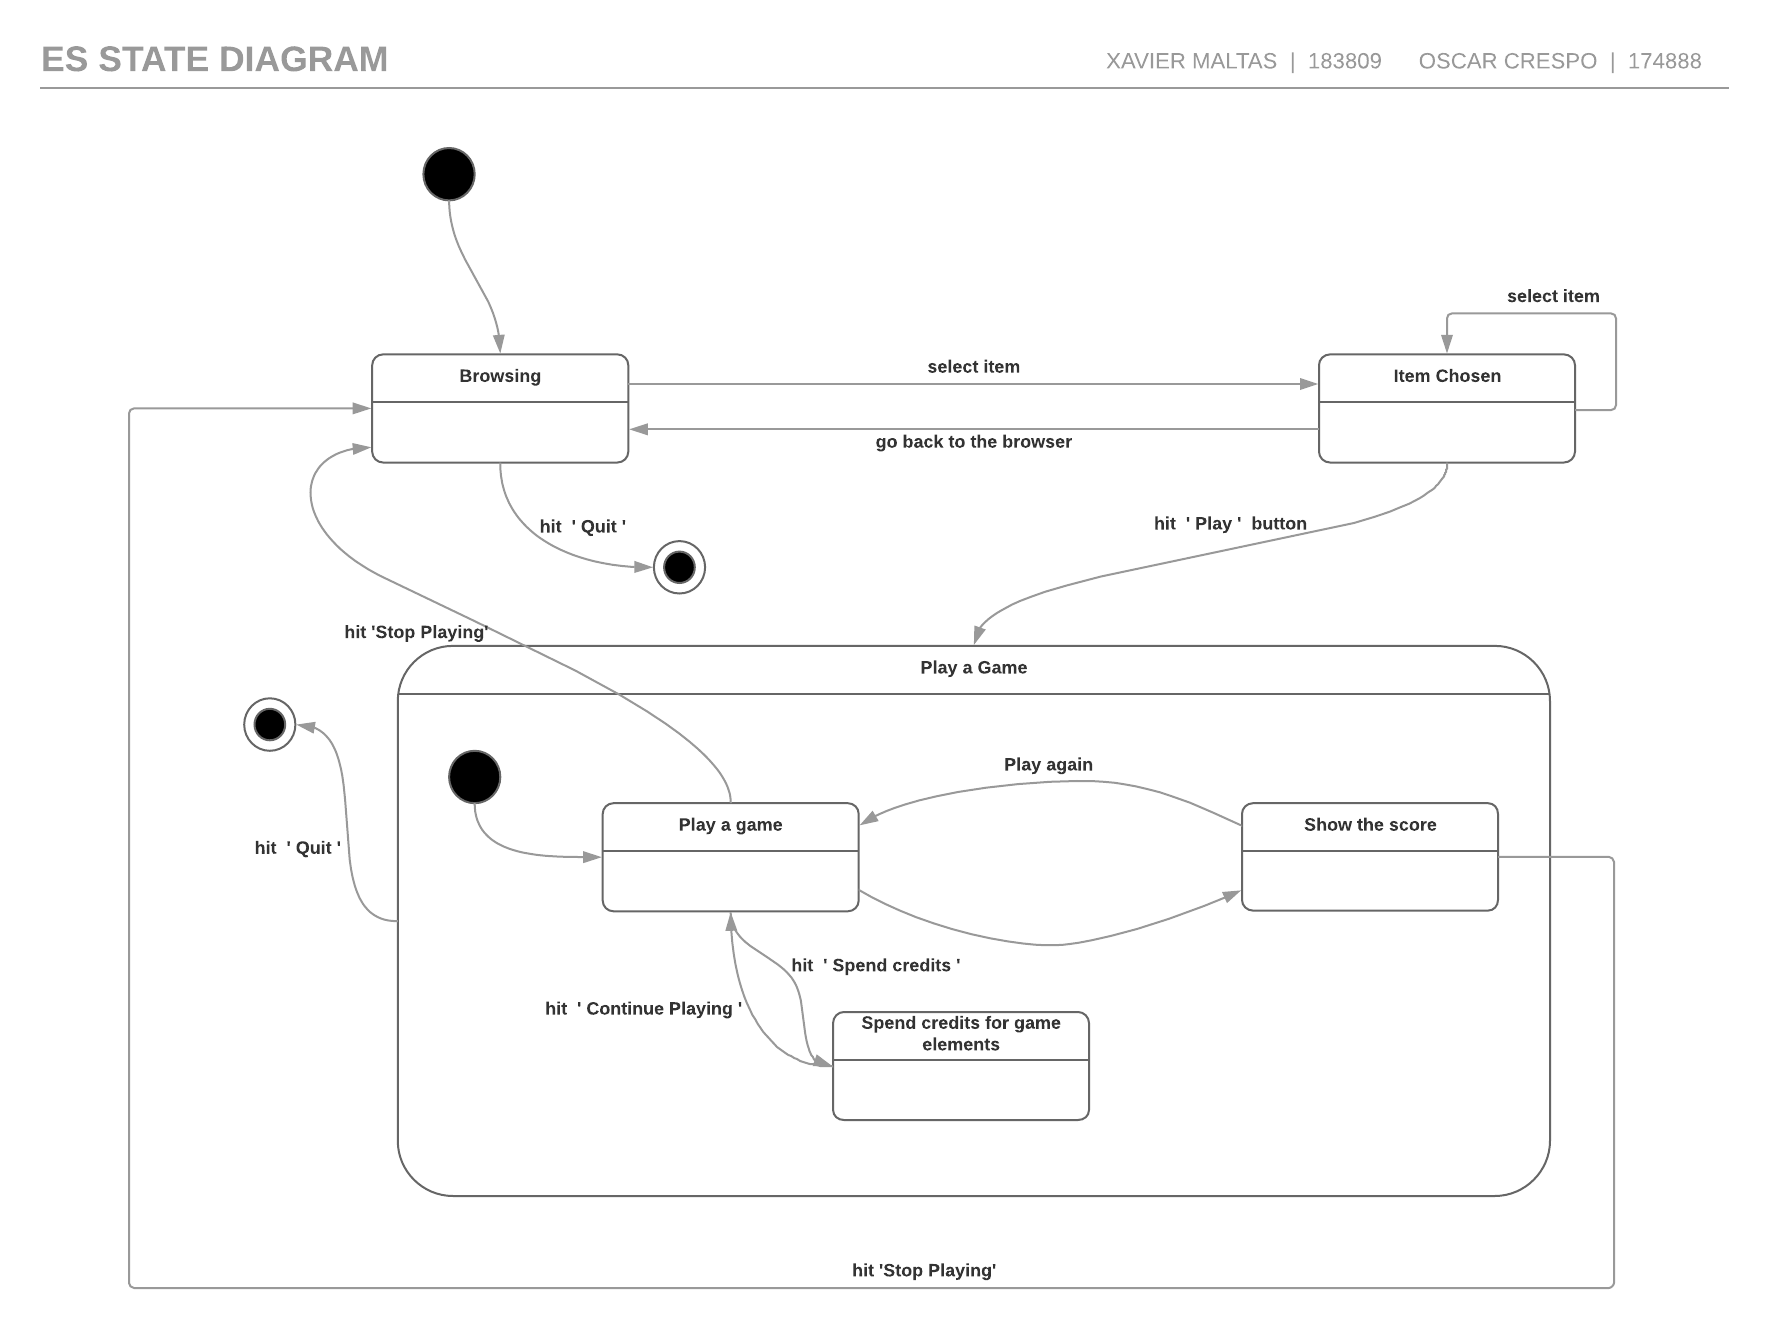 ES STATE DIAGRAM
XAVIER MALTAS | 183809 OSCAR CRESPO | 174888
select item
Browsing
select item
Item Chosen
go back to the browser
hit ' Quit '
hit ' Play ' button
hit 'Stop Playing'
Play a Game
Play again
Play a game
Show the score
hit ' Quit '
hit ' Spend credits '
hit ' Continue Playing '
Spend credits for game
elements
hit 'Stop Playing'